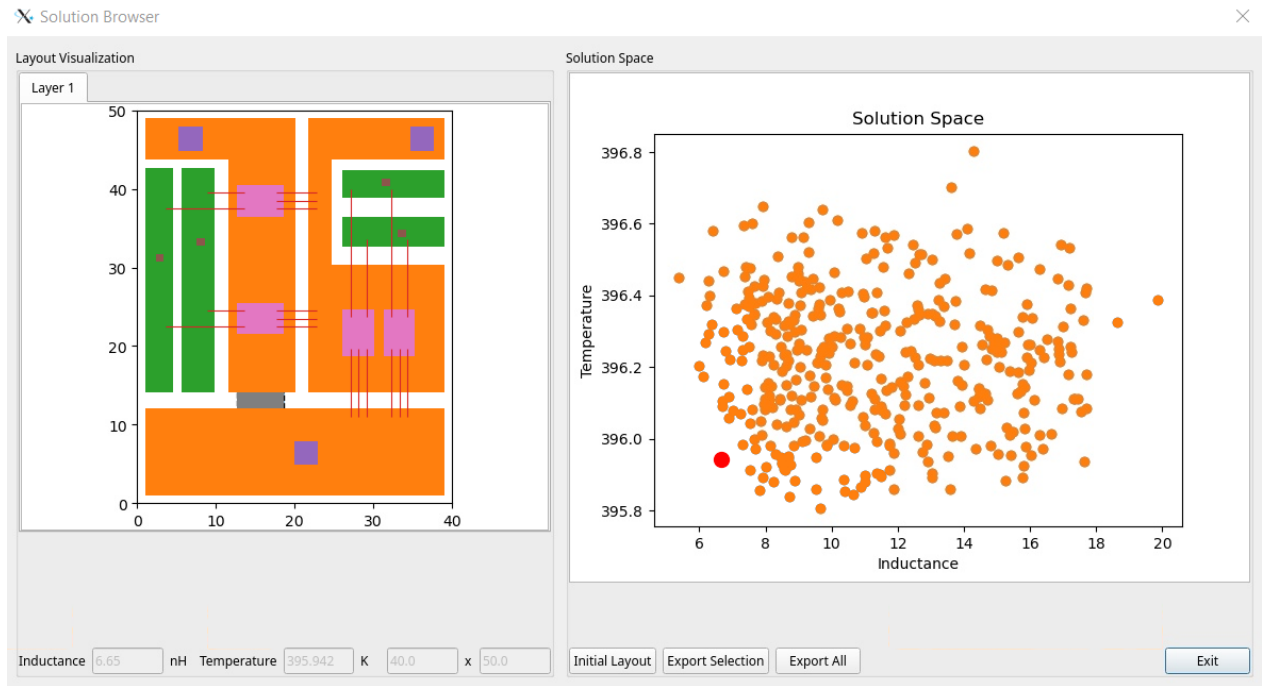 Solution Browser
Layout Visualization
Layer 1
50
40
30
20
10
0
0 10 20 30 40
Inductance 6.65 nH Temperature 395.942 K 40.0 x 50.0
Solution Space
Solution Space
396.8
396.6
396.4
396.2
396.0
395.8
Temperature
6 8 10 12 14 16 18 20
Inductance
Initial Layout Export Selection Export All Exit